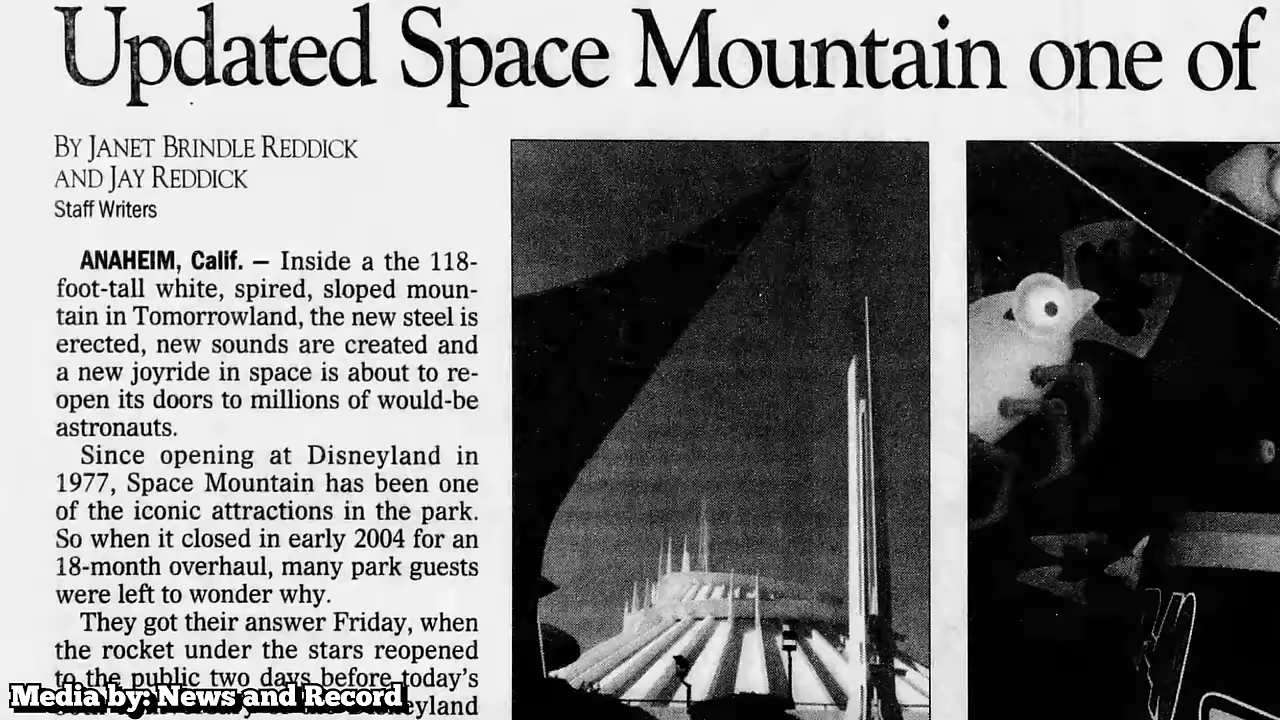 Updated Space Mountain one of
BY JANET BRINDLE REDDICK
AND JAY REDDICK
Staff Writers
ANAHEIM, Calif. – Inside a the 118-
foot-tall white, spired, sloped moun-
tain in Tomorrowland, the new steel is
erected, new sounds are created and
a new joyride in space is about to re-
open its doors to millions of would-be
astronauts.
Since opening at Disneyland in
1977, Space Mountain has been one
of the iconic attractions in the park.
So when it closed in early 2004 for an
18-month overhaul, many park guests
were left to wonder why.
They got their answer Friday, when
the rocket under the stars reopened
to the public two days before today's
Media by: News and Record